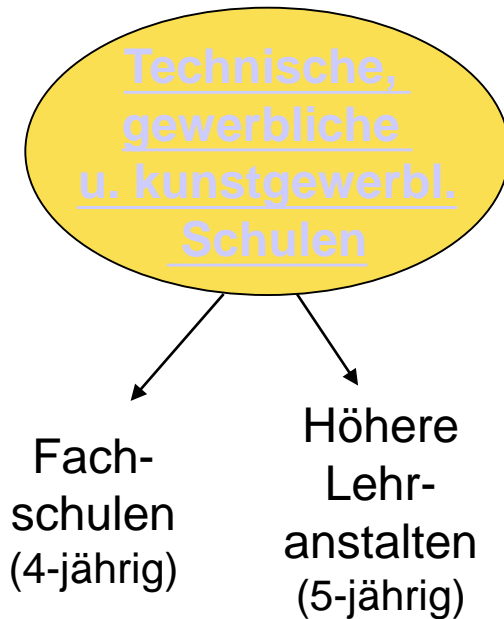 Technische,
gewerbliche
u. kunstgewerbl.
Schulen
Fach-
schulen
(4-jährig)
Höhere
Lehr-
anstalten
(5-jährig)